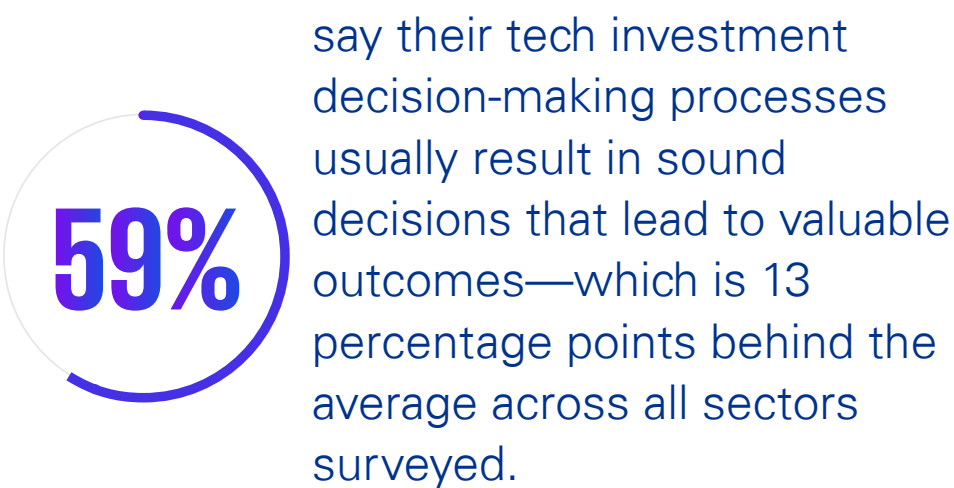 59%
say their tech investment
decision-making processes
usually result in sound
decisions that lead to valuable
outcomes—which is 13
percentage points behind the
average across all sectors
surveyed.